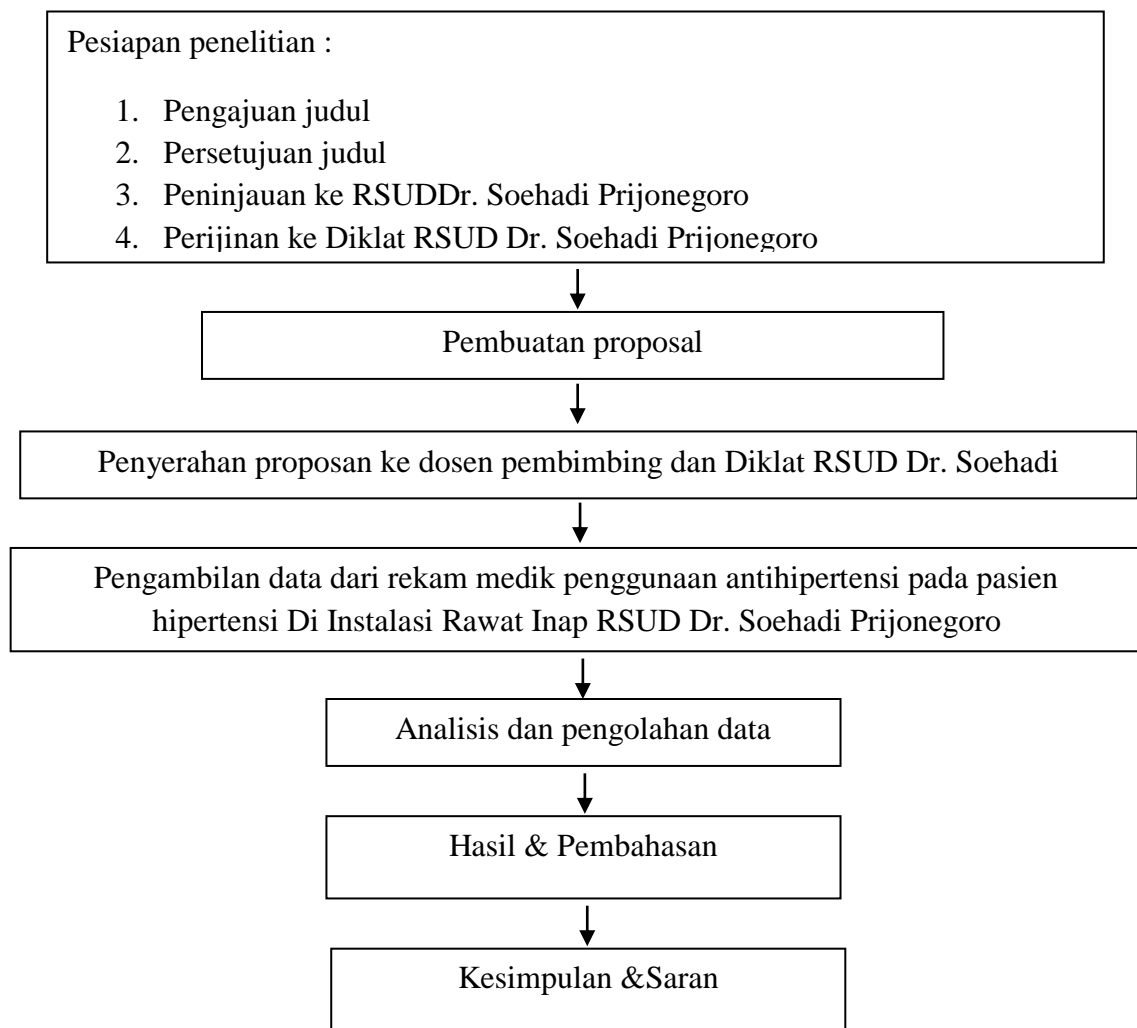 Pesiapan penelitian :
1. Pengajuan judul
2. Persetujuan judul
3. Peninjauan ke RSUDDr. Soehadi Prijonegoro
4. Perijinan ke Diklat RSUD Dr. Soehadi Prijonegoro
Pembuatan proposal
Penyerahan proposan ke dosen pembimbing dan Diklat RSUD Dr. Soehadi
Pengambilan data dari rekam medik penggunaan antihipertensi pada pasien
hipertensi Di Instalasi Rawat Inap RSUD Dr. Soehadi Prijonegoro
Analisis dan pengolahan data
Hasil & Pembahasan
Kesimpulan &Saran